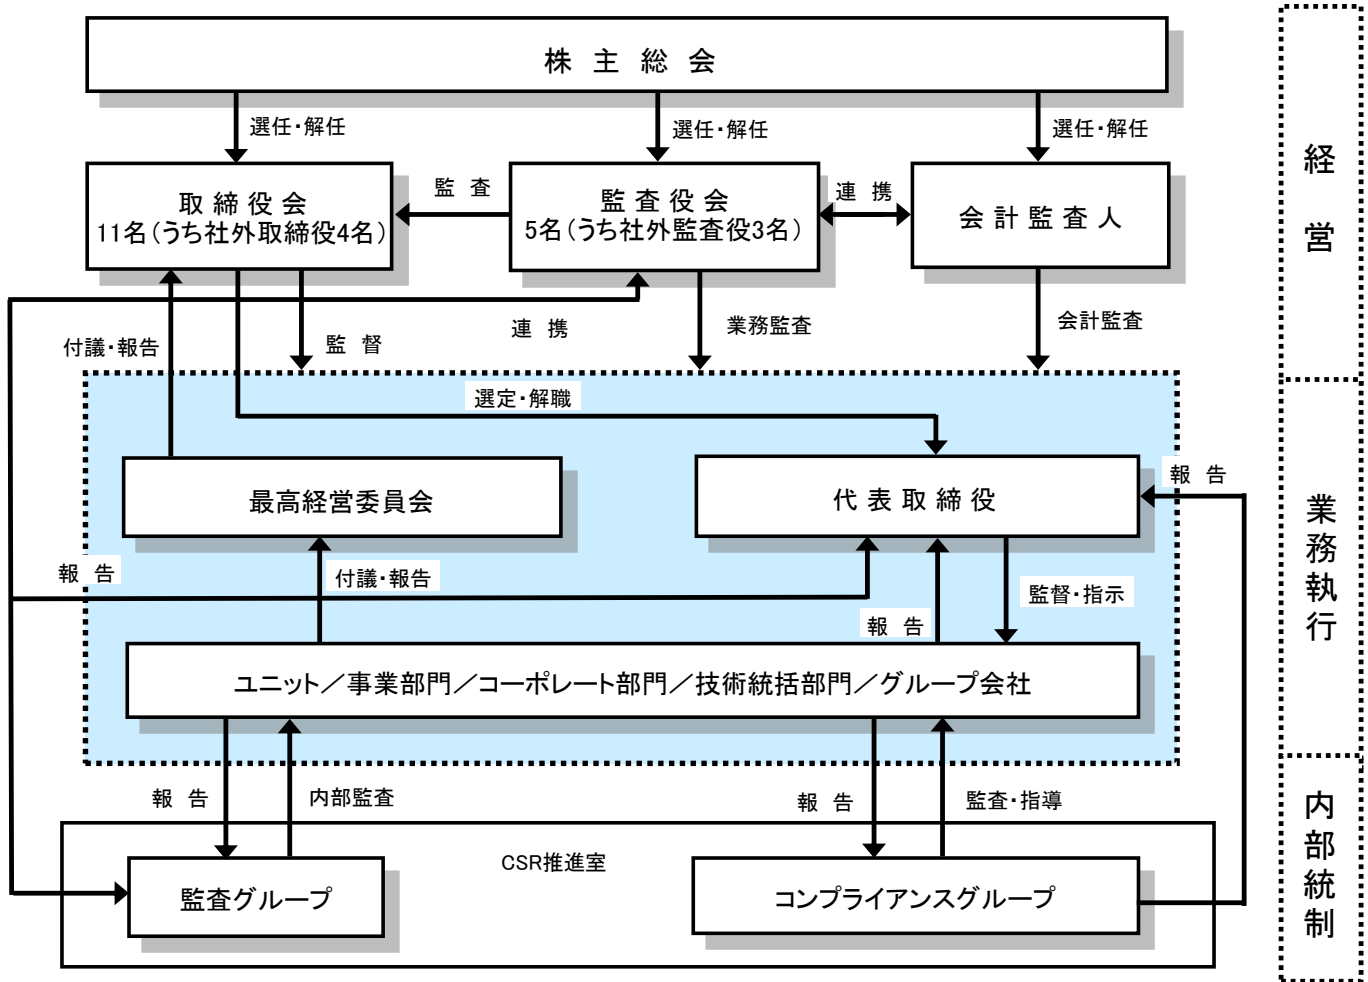 株主総会
選任・解任
選任・解任
選任・解任
取締役会
11名(うち社外取締役4名)
監査
監査役会
5名(うち社外監査役3名)
連携
会計監査人
経営
付議・報告
監督
連携
業務監査
会計監査
選定・解職
最高経営委員会
代表取締役
報告
業務執行
報告
付議・報告
報告
監督・指示
ユニット／事業部門／コーポレート部門／技術統括部門／グループ会社
報告
内部監査
報告
監査・指導
内部統制
CSR推進室
監査グループ
コンプライアンスグループ